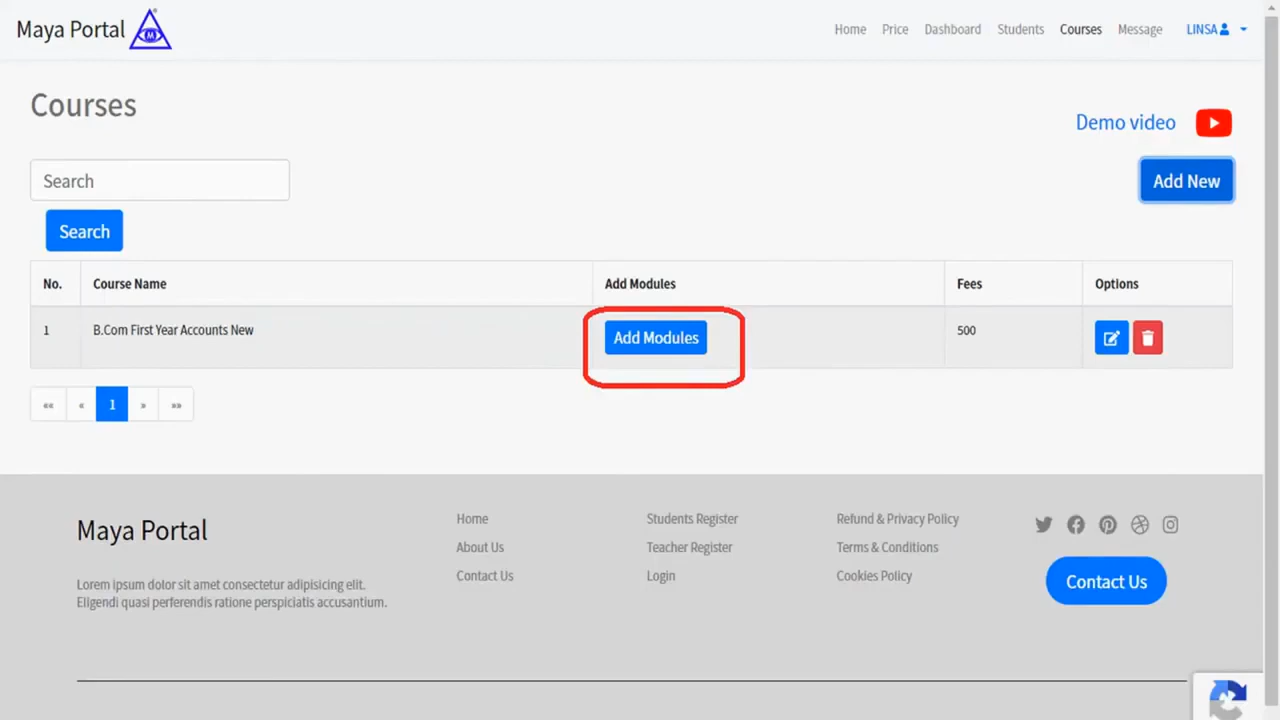 Maya Portal
M
Home Price Dashboard Students Courses Message LINSA
Courses
Demo video
Search
Add New
Search
No. Course Name Add Modules Fees Options
1 B.Com First Year Accounts New Add Modules 500
«« « 1 » »»
Maya Portal
Lorem ipsum dolor sit amet consectetur adipisicing elit.
Eligendi quasi perferendis ratione perspiciatis accusantium.
Home
About Us
Contact Us
Students Register
Teacher Register
Login
Refund & Privacy Policy
Terms & Conditions
Cookies Policy
Contact Us